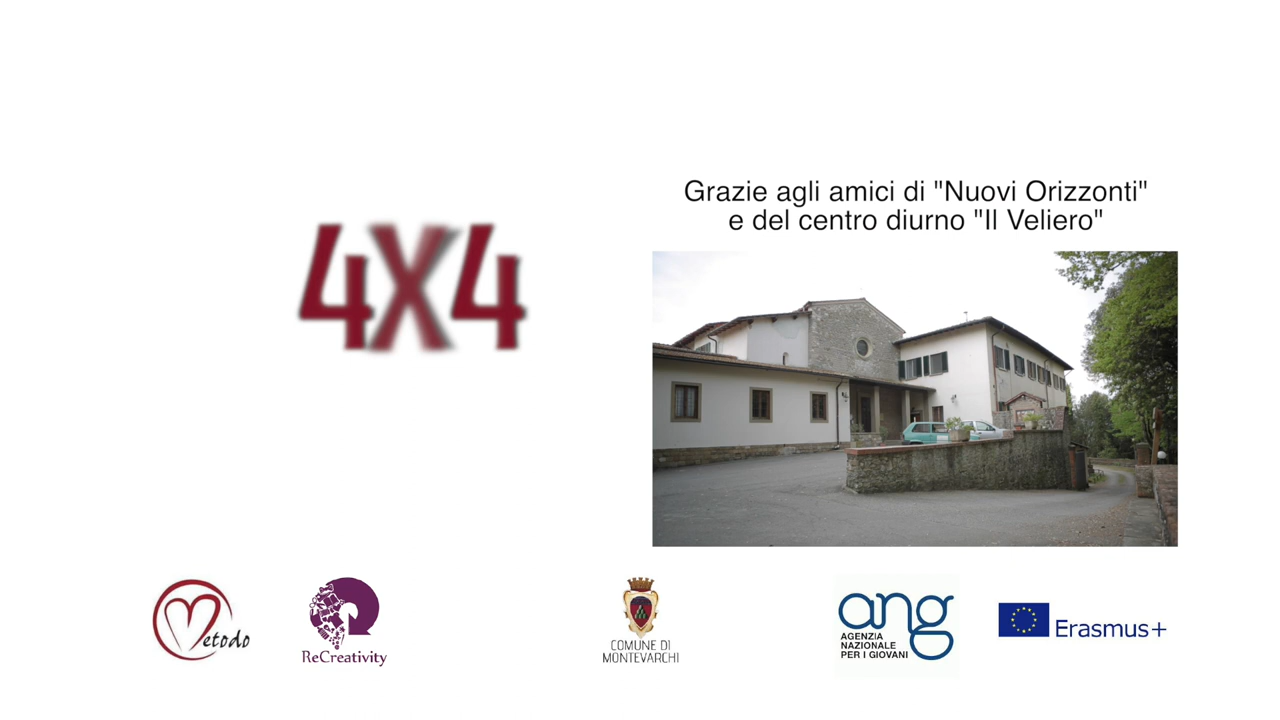 Grazie agli amici di "Nuovi Orizzonti"
e del centro diurno "Il Veliero"
4X4
Metodo
ReCreativity
COMUNE DI
MONTEVARCHI
ang
AGENZIA
NAZIONALE
PER I GIOVANI
Erasmus+